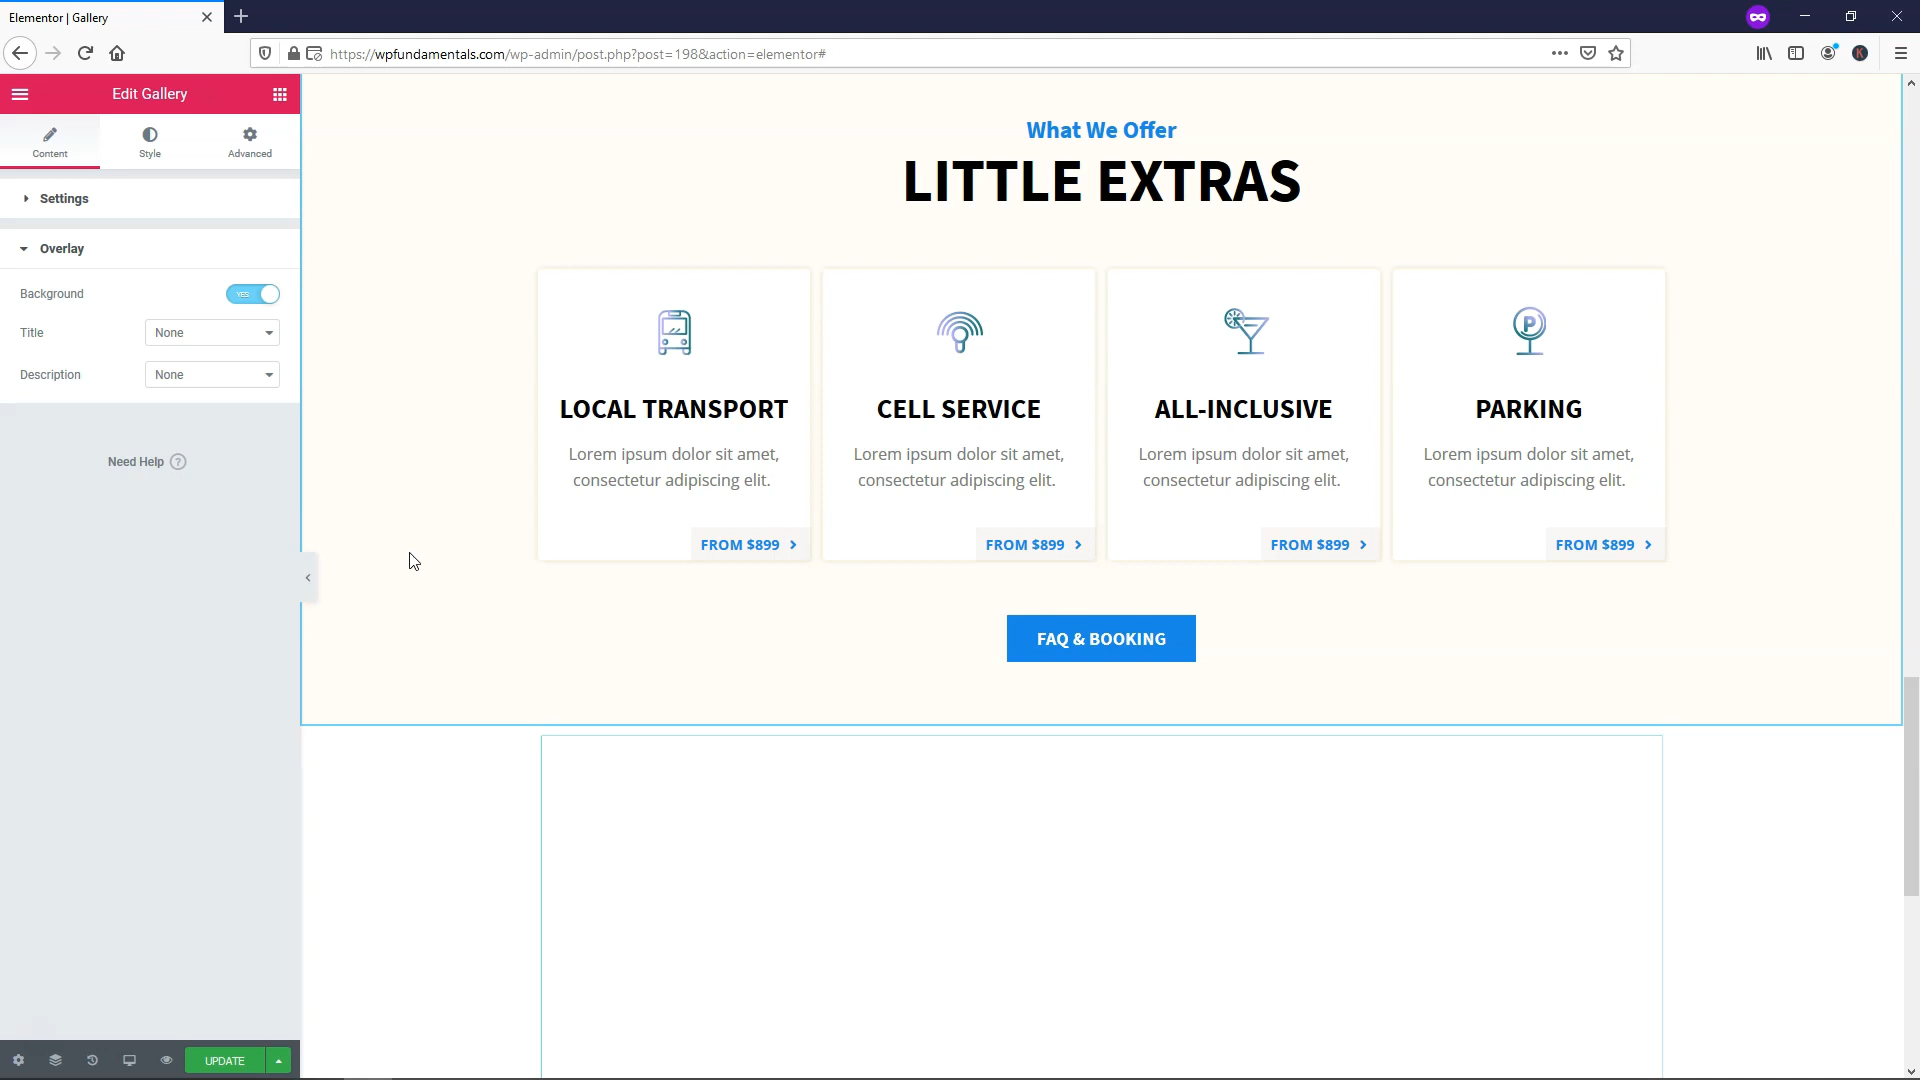 Elementor | Gallery
https://wpfundamentals.com/wp-admin/post.php?post=198&action=elementor#
K
Edit Gallery
Content
Style
Advanced
Settings
Overlay
Background
YES
Title
None
Description
None
Need Help ?
UPDATE
What We Offer
LITTLE EXTRAS
P
LOCAL TRANSPORT
Lorem ipsum dolor sit amet,
consectetur adipiscing elit.
FROM $899
CELL SERVICE
Lorem ipsum dolor sit amet,
consectetur adipiscing elit.
FROM $899
ALL-INCLUSIVE
Lorem ipsum dolor sit amet,
consectetur adipiscing elit.
FROM $899
PARKING
Lorem ipsum dolor sit amet,
consectetur adipiscing elit.
FROM $899
FAQ & BOOKING